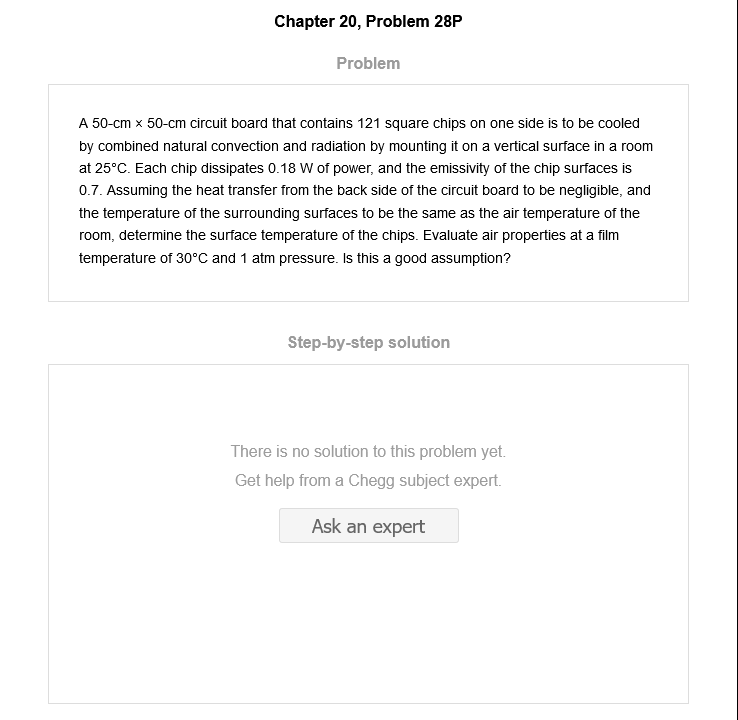 Chapter 20, Problem 28P
Problem
A 50-cm × 50-cm circuit board that contains 121 square chips on one side is to be cooled
by combined natural convection and radiation by mounting it on a vertical surface in a room
at 25°C. Each chip dissipates 0.18 W of power, and the emissivity of the chip surfaces is
0.7. Assuming the heat transfer from the back side of the circuit board to be negligible, and
the temperature of the surrounding surfaces to be the same as the air temperature of the
room, determine the surface temperature of the chips. Evaluate air properties at a film
temperature of 30°C and 1 atm pressure. Is this a good assumption?
Step-by-step solution
There is no solution to this problem yet.
Get help from a Chegg subject expert.
Ask an expert